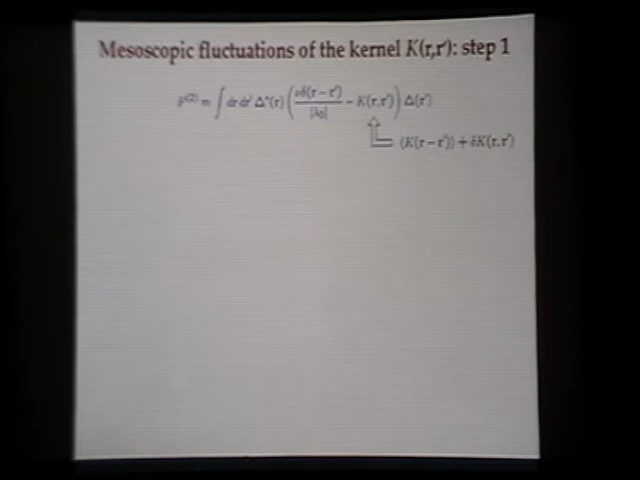 Mesoscopic fluctuations of the kernel K(r,r'): step 1
F⁽²⁾ = ∫ dr dr' Δ*(r) ( νδ(r − r') / |λ₀| − K(r,r') ) Δ(r')
⟨K(r − r')⟩ + δK(r,r')